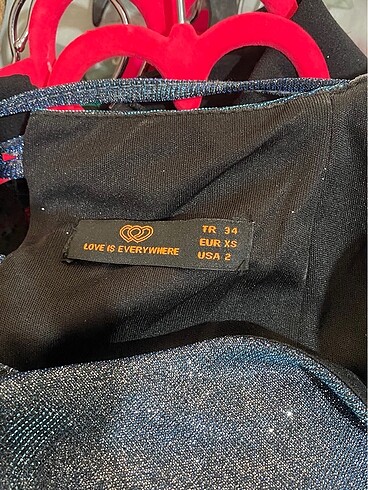 LOVE IS EVERYWHERE
TR 34
EUR XS
USA 2